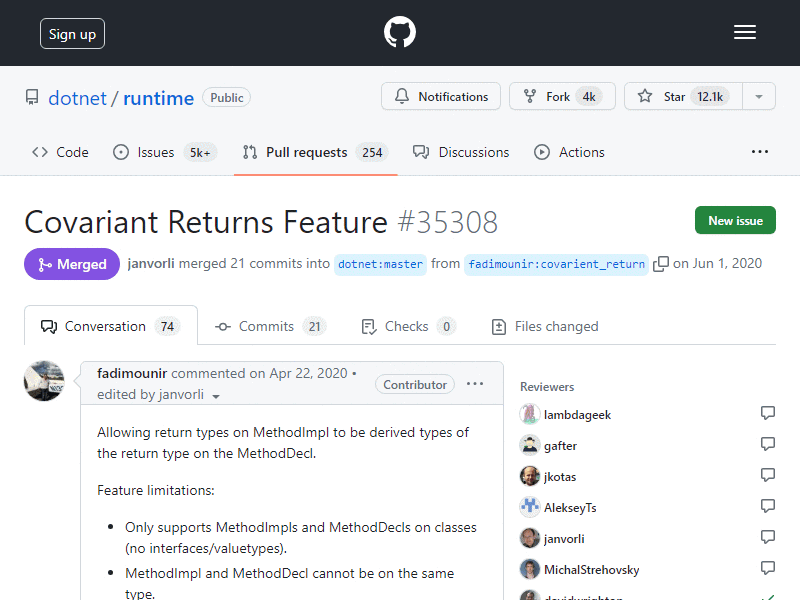 Sign up
dotnet / runtime Public
Notifications Fork 4k Star 12.1k
Code Issues 5k+ Pull requests 254 Discussions Actions
Covariant Returns Feature #35308
New issue
Merged janvorli merged 21 commits into dotnet:master from fadimounir:covarient_return on Jun 1, 2020
Conversation 74 Commits 21 Checks 0 Files changed
fadimounir commented on Apr 22, 2020 •
edited by janvorli
Contributor
Allowing return types on MethodImpl to be derived types of
the return type on the MethodDecl.
Feature limitations:
• Only supports MethodImpls and MethodDecls on classes
(no interfaces/valuetypes).
• MethodImpl and MethodDecl cannot be on the same
type.
Reviewers
lambdageek
gafter
jkotas
AlekseyTs
janvorli
MichalStrehovsky
davidwrighton